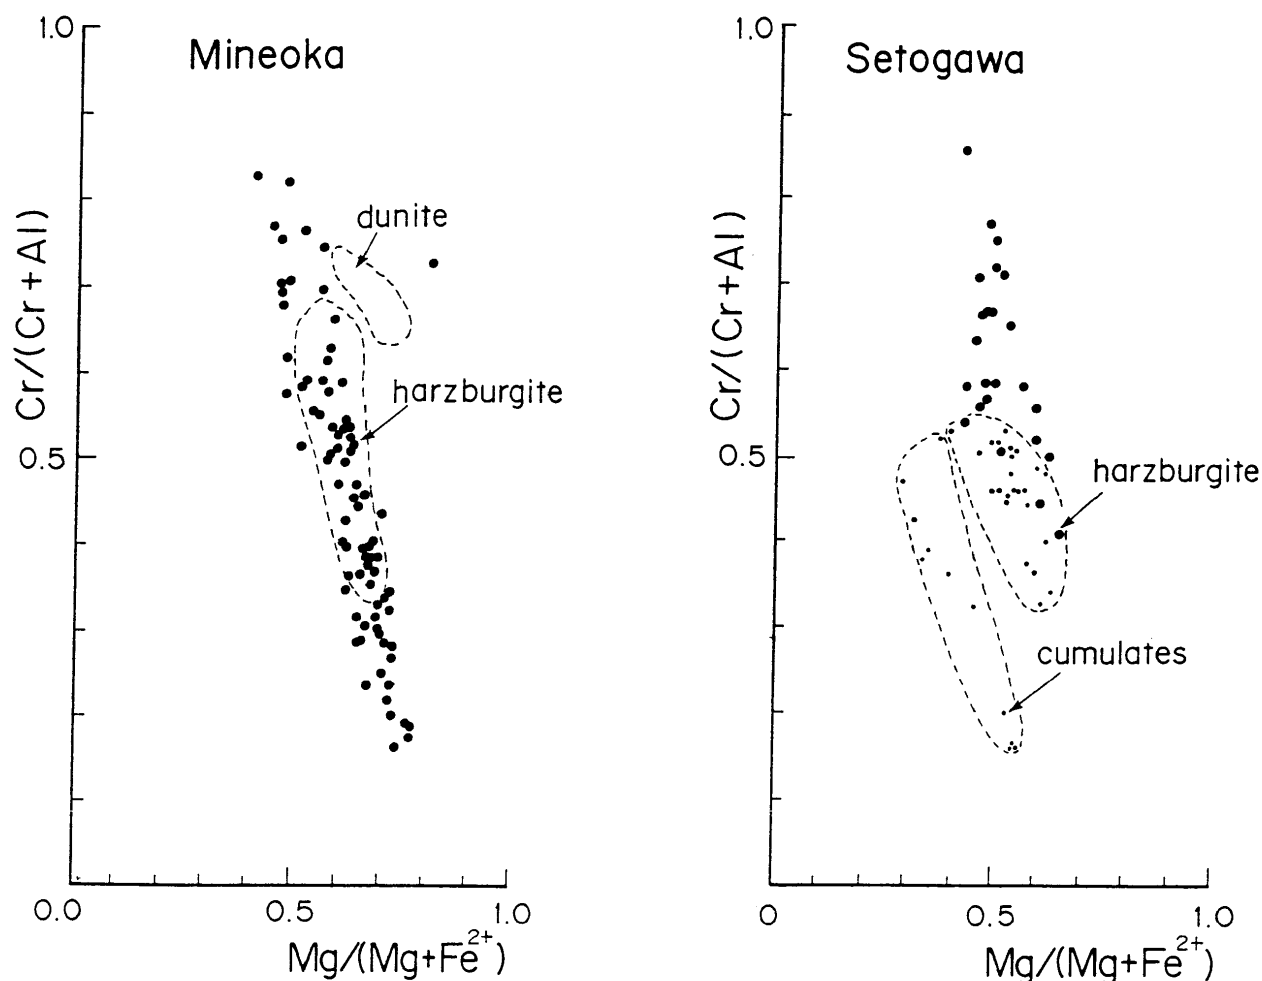 Mineoka
1.0
Cr/(Cr+Al)
dunite
harzburgite
0.5
0.0
0.5
1.0
Mg/(Mg+Fe2+)
Setogawa
1.0
Cr/(Cr+Al)
0.5
harzburgite
cumulates
0
0.5
1.0
Mg/(Mg+Fe2+)